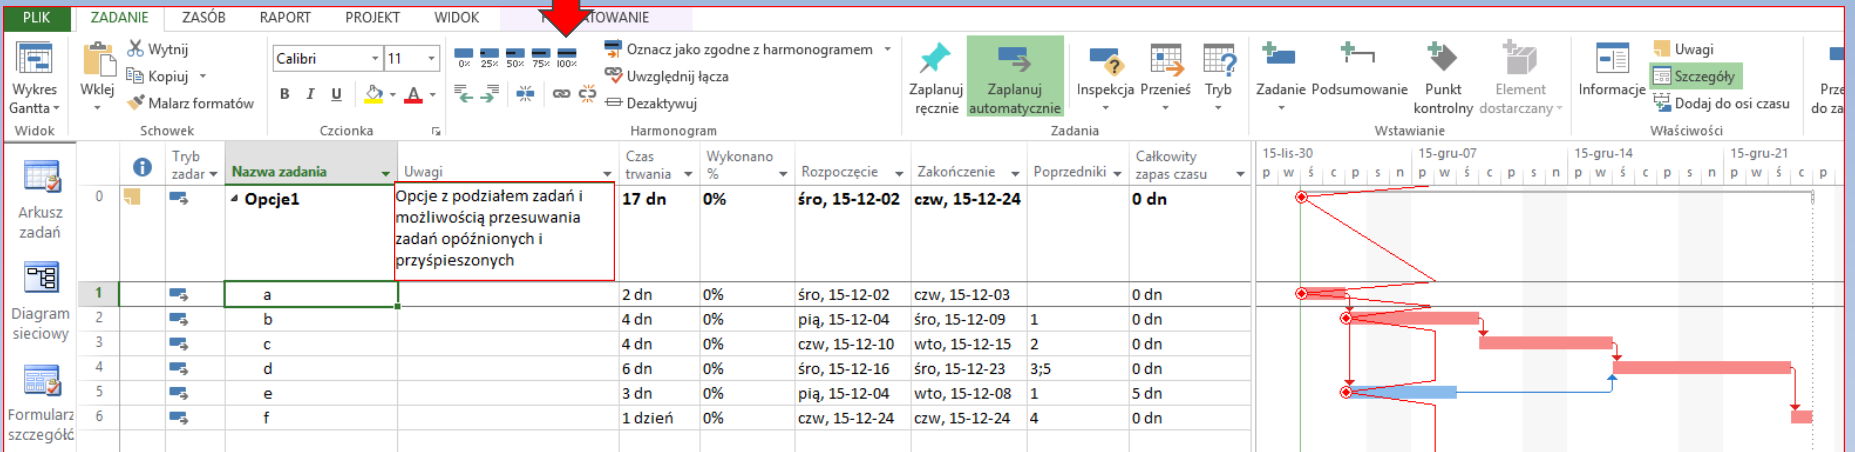 PLIK ZADANIE ZASÓB RAPORT PROJEKT WIDOK
Wykres Gantta
Widok
Wklej
Wytnij
Kopiuj
Malarz formatów
Schowek
Calibri 11
B I U A
Czcionka
0% 25% 50% 75% 100%
Oznacz jako zgodne z harmonogramem
Uwzględnij łącza
Dezaktywuj
Harmonogram
Zaplanuj ręcznie
Zaplanuj automatycznie
Inspekcja Przenieś Tryb
Zadania
Zadanie Podsumowanie
Punkt kontrolny
Element dostarczany
Wstawianie
Informacje
Uwagi
Szczegóły
Dodaj do osi czasu
Właściwości
Arkusz zadań
Diagram sieciowy
Tryb zadar Nazwa zadania Uwagi Czas trwania Wykonano % Rozpoczęcie Zakończenie Poprzedniki Całkowity zapas czasu
0 Opcje1 Opcje z podziałem zadań i 17 dn 0% śro, 15-12-02 czw, 15-12-24 0 dn
możliwością przesuwania
zadań opóźnionych i
przyśpieszonych
1 a 2 dn 0% śro, 15-12-02 czw, 15-12-03 0 dn
2 b 4 dn 0% pią, 15-12-04 śro, 15-12-09 1 0 dn
3 c 4 dn 0% czw, 15-12-10 wto, 15-12-15 2 0 dn
4 d 6 dn 0% śro, 15-12-16 śro, 15-12-23 3;5 0 dn
5 e 3 dn 0% pią, 15-12-04 wto, 15-12-08 1 5 dn
6 f 1 dzień 0% czw, 15-12-24 czw, 15-12-24 4 0 dn
15-lis-30 15-gru-07 15-gru-14 15-gru-21
p w ś c p s n p w ś c p s n p w ś c p s n p w ś c p